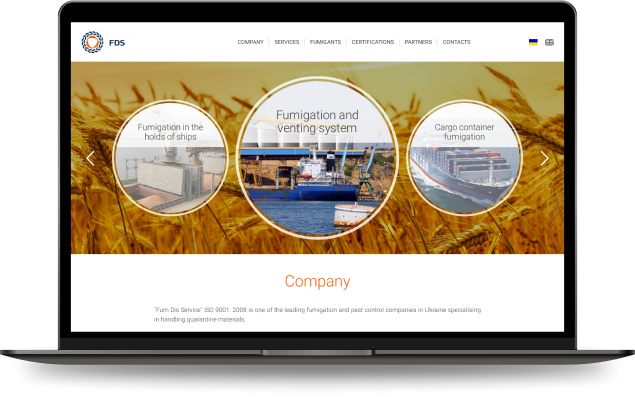 FDS
COMPANY SERVICES FUMIGANTS CERTIFICATIONS PARTNERS CONTACTS
Fumigation in the
holds of ships
Fumigation and
venting system
Cargo container
fumigation
Company
"Fum Dis Service" ISO 9001: 2008 is one of the leading fumigation and pest control companies in Ukraine specialising
in handling quarantine materials.